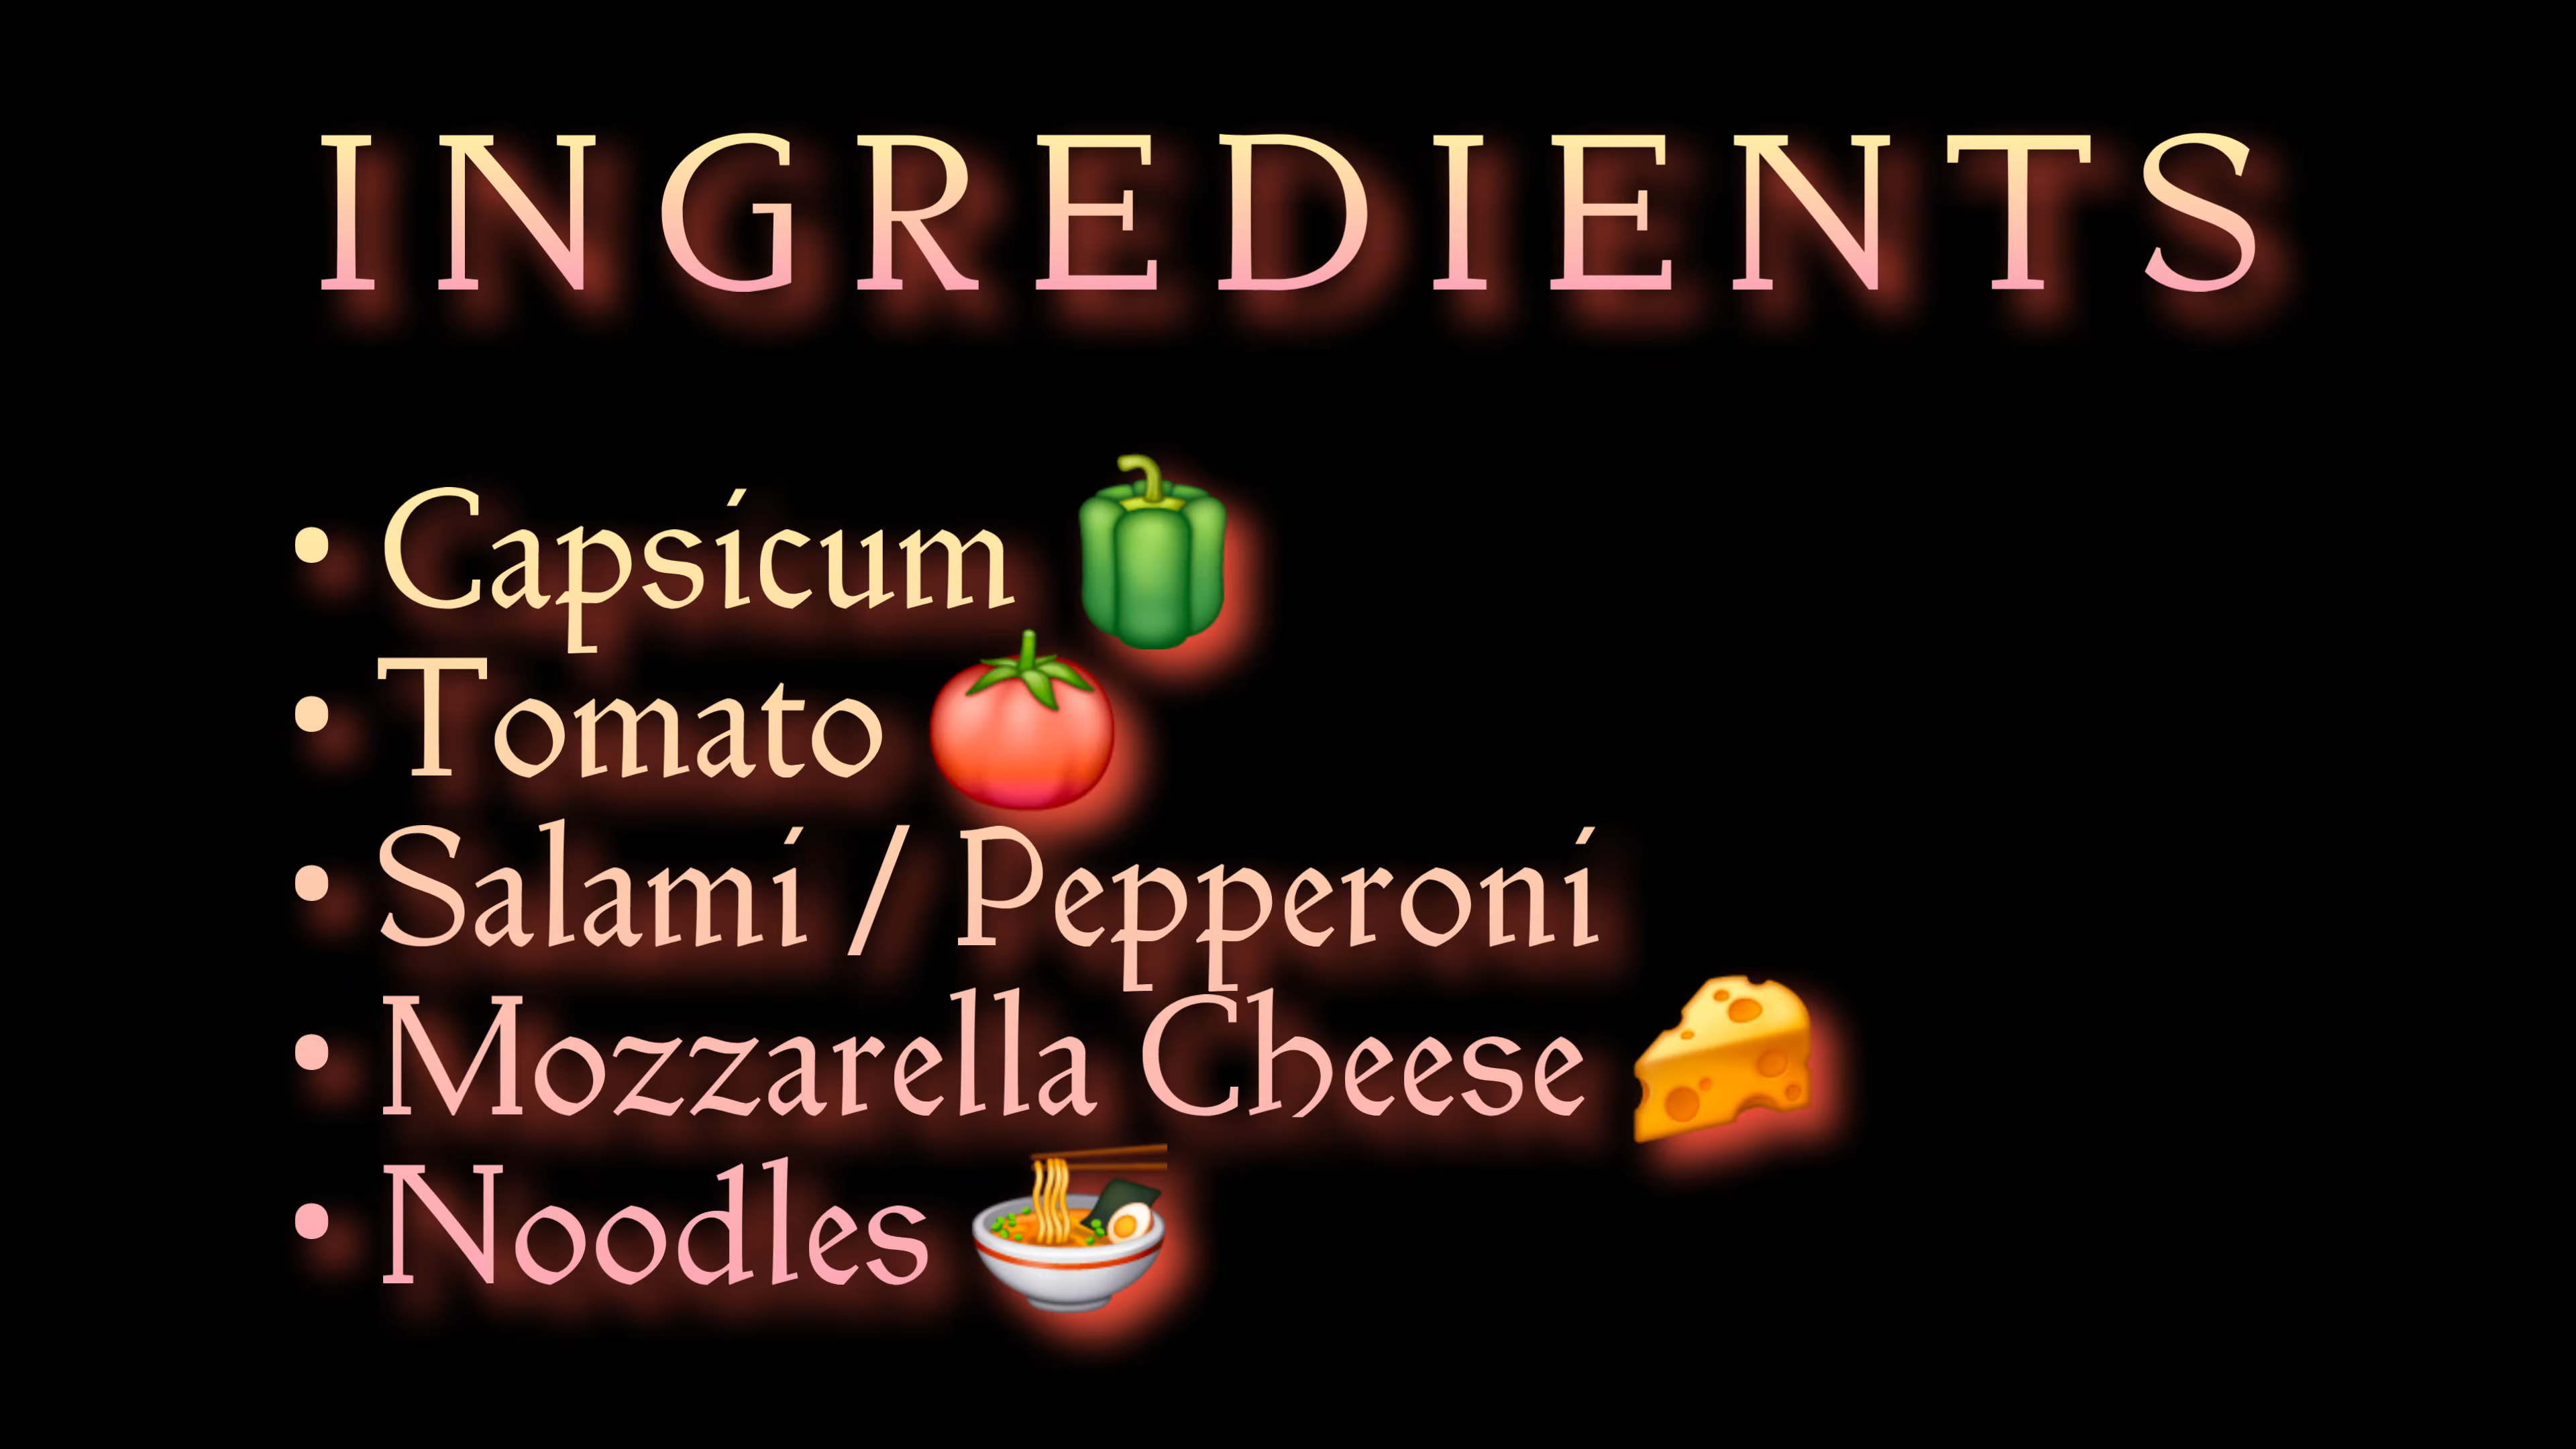 INGREDIENTS
• Capsicum 🫑
• Tomato 🍅
• Salami / Pepperoni
• Mozzarella Cheese 🧀
• Noodles 🍜